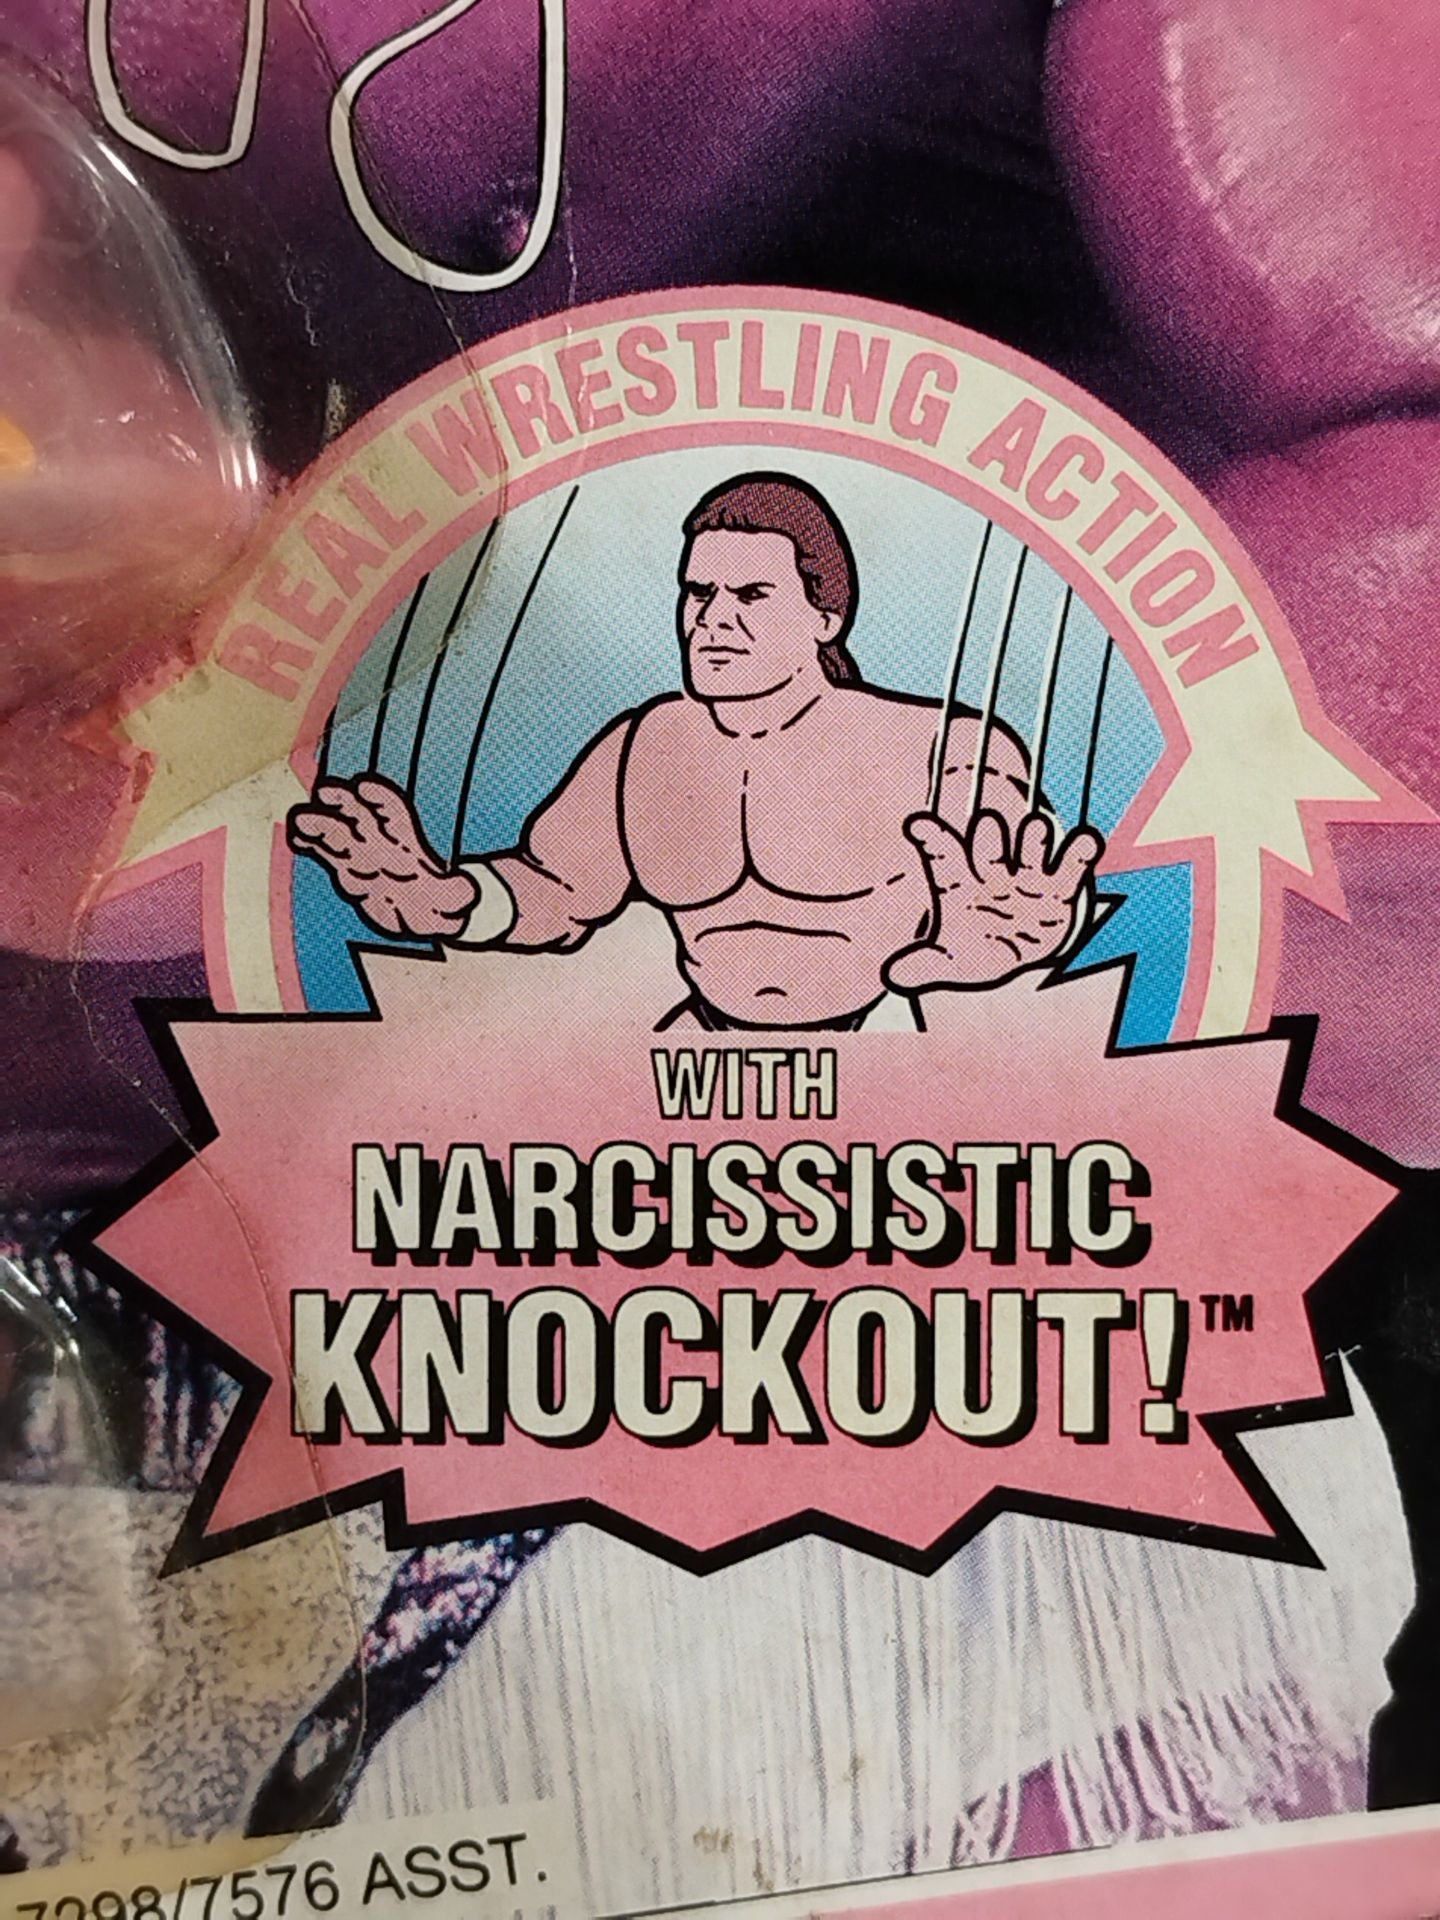 REAL WRESTLING ACTION
WITH
NARCISSISTIC
KNOCKOUT!™
7298/7576 ASST.